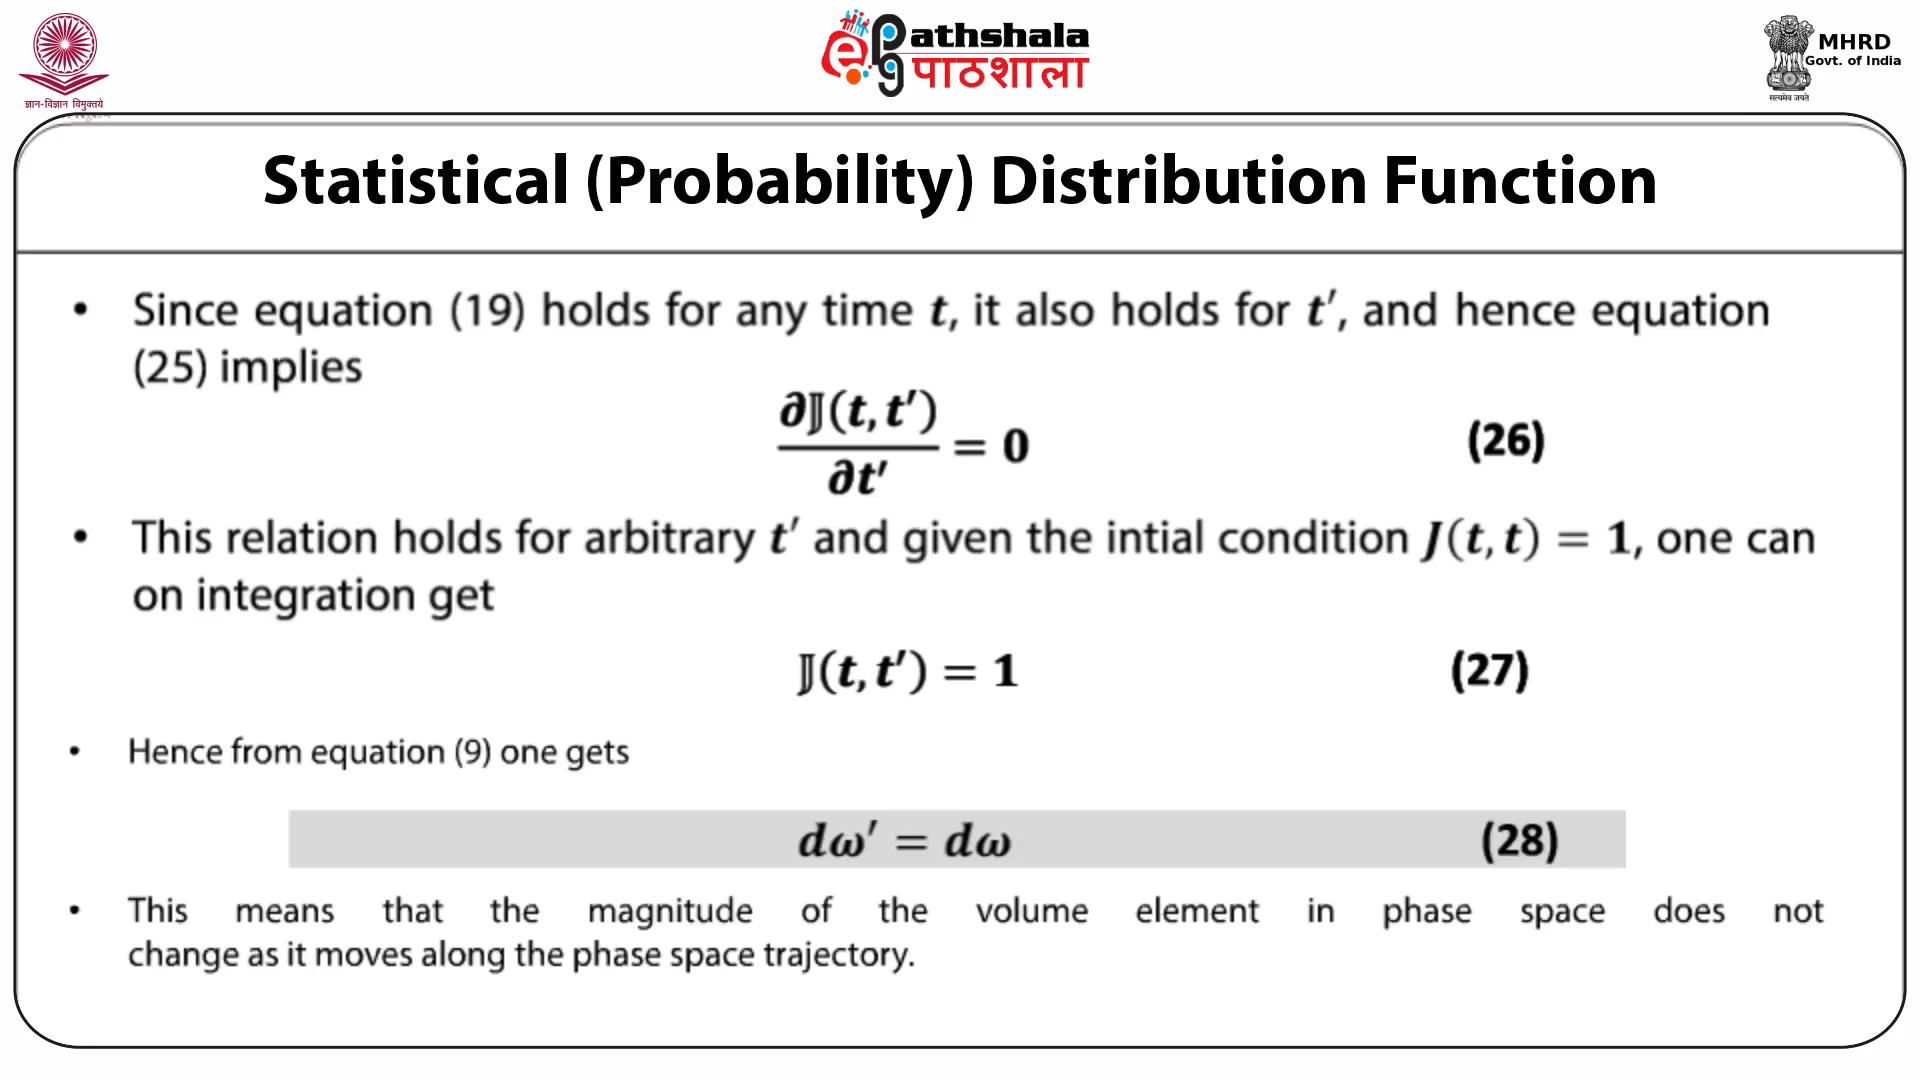 ज्ञान-विज्ञान विमुक्तये
ePathshala
पाठशाला
MHRD
Govt. of India
सत्यमेव जयते
Statistical (Probability) Distribution Function
• Since equation (19) holds for any time t, it also holds for t′, and hence equation
(25) implies
∂𝕁(t, t′)
∂t′
= 0 (26)
• This relation holds for arbitrary t′ and given the intial condition J(t, t) = 1, one can
on integration get
𝕁(t, t′) = 1 (27)
• Hence from equation (9) one gets
dω′ = dω (28)
• This means that the magnitude of the volume element in phase space does not
change as it moves along the phase space trajectory.